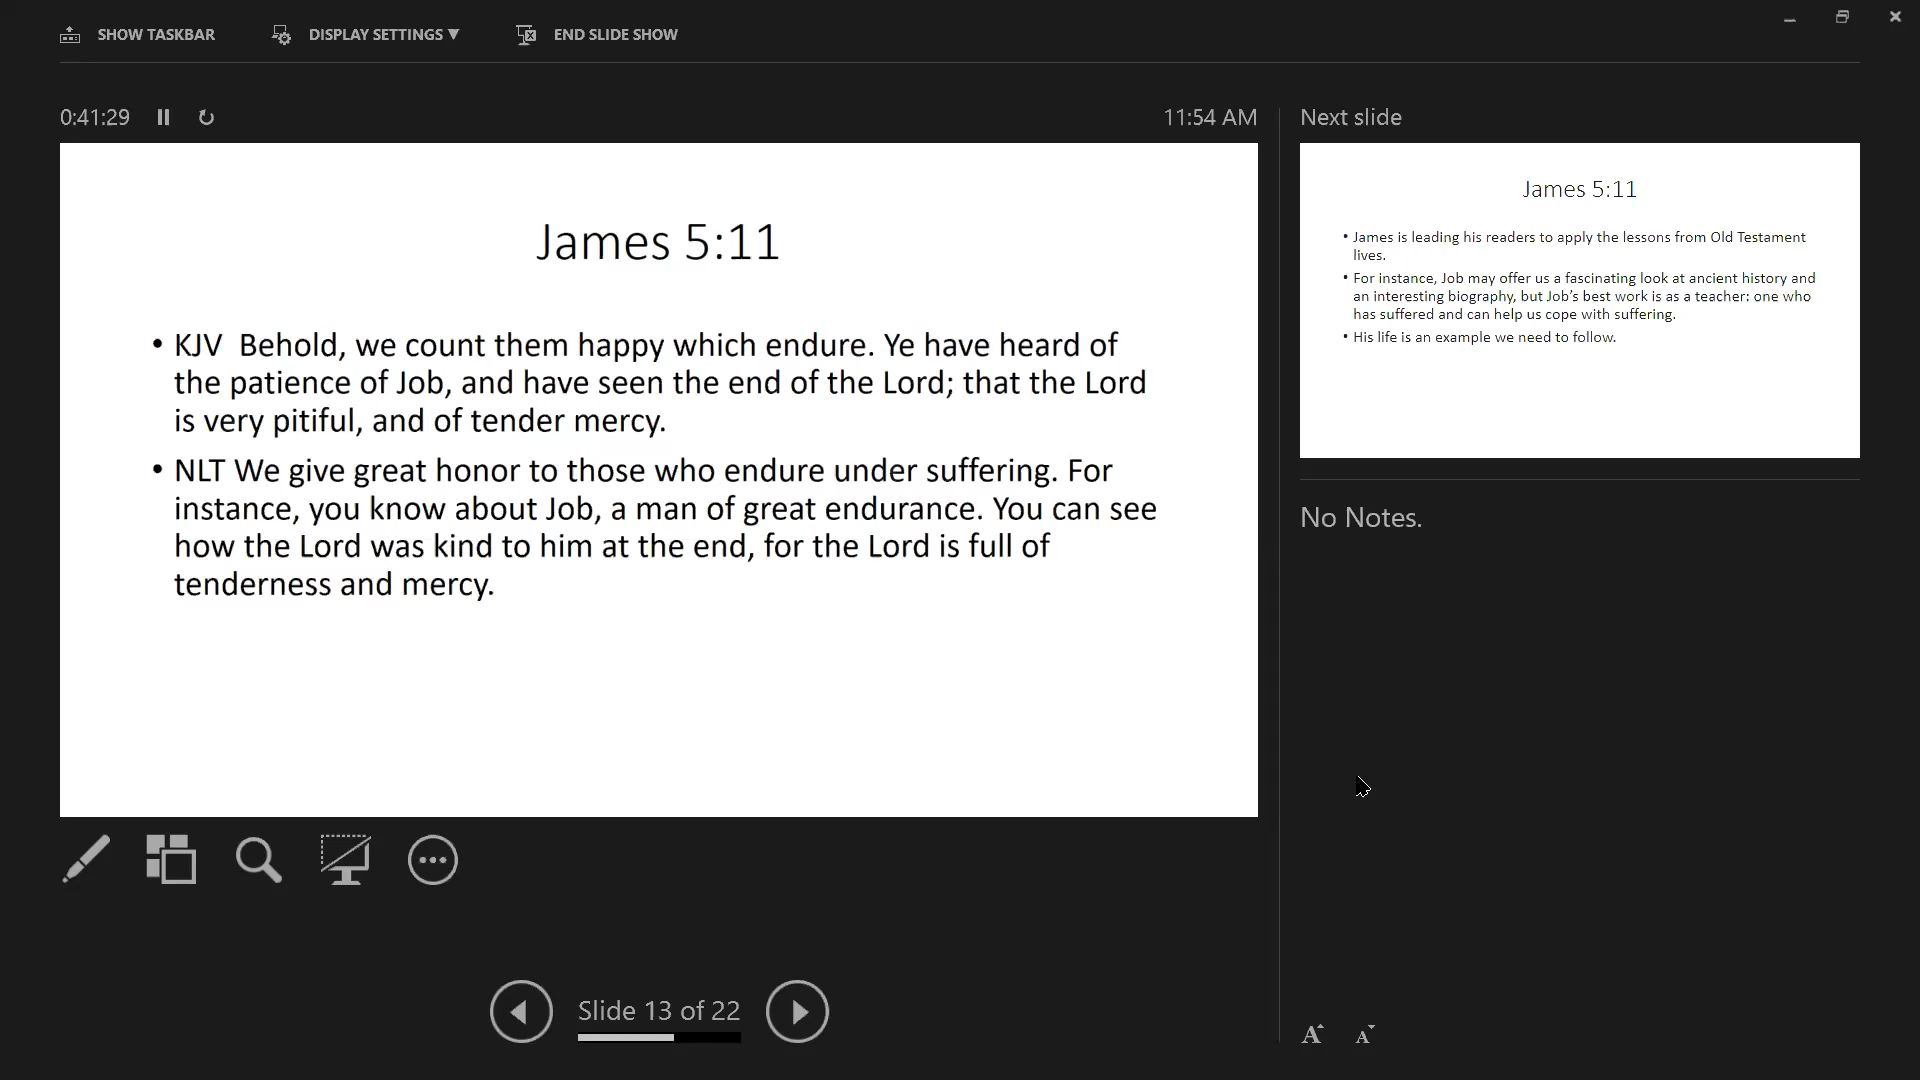 SHOW TASKBAR
DISPLAY SETTINGS ▼
END SLIDE SHOW
0:41:29
11:54 AM
James 5:11
• KJV  Behold, we count them happy which endure. Ye have heard of
the patience of Job, and have seen the end of the Lord; that the Lord
is very pitiful, and of tender mercy.
• NLT We give great honor to those who endure under suffering. For
instance, you know about Job, a man of great endurance. You can see
how the Lord was kind to him at the end, for the Lord is full of
tenderness and mercy.
Slide 13 of 22
Next slide
James 5:11
• James is leading his readers to apply the lessons from Old Testament
lives.
• For instance, Job may offer us a fascinating look at ancient history and
an interesting biography, but Job’s best work is as a teacher: one who
has suffered and can help us cope with suffering.
• His life is an example we need to follow.
No Notes.
A A